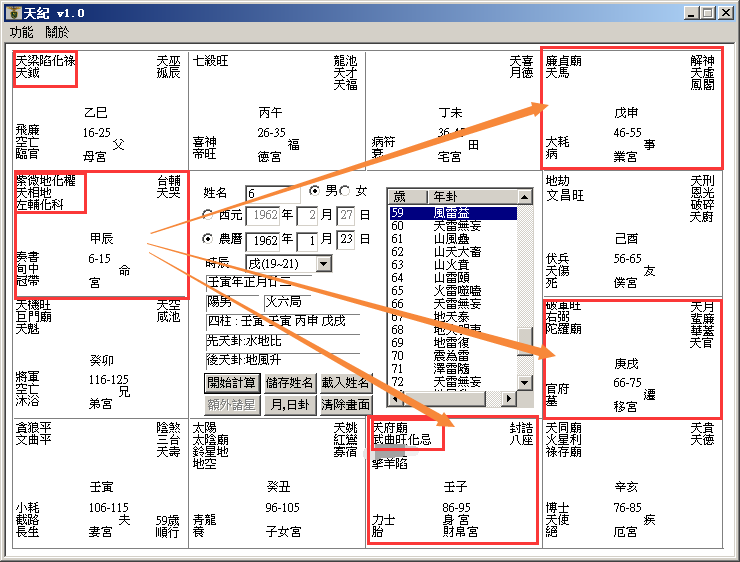 天紀 v1.0
功能 關於
天梁陷化祿 天巫
天鉞 孤辰
乙巳
飛廉 16-25
空亡 父
臨官 母宮
七殺旺 龍池
天才
天福
丙午
26-35
喜神 福
帝旺 德宮
天喜
月德
丁未
病符 田
衰 宅宮
廉貞廟 解神
天馬 天虛
鳳閣
戊申
46-55
大耗 事
病 業宮
紫微地化權 台輔
天相地 天哭
左輔化科
甲辰
奏書 6-15
旬中 命
冠帶 宮
姓名 6 男 女
西元 1962 年 2 月 27 日
農曆 1962 年 1 月 23 日
時辰 戌(19~21)
壬寅年正月廿三
陽男 火六局
四柱 : 壬寅 壬寅 丙申 戊戌
先天卦:水地比
後天卦:地風升
開始計算 儲存姓名 載入姓名
額外諸星 月,日卦 清除畫面
歲 年卦
59 風雷益
60 天雷無妄
61 山風蠱
62 山天大畜
63 山火賁
64 山雷頤
65 火雷噬嗑
66 天雷無妄
67 地天泰
68
69 地雷復
70 震為雷
71 澤雷隨
72 天雷無妄
地劫 天刑
文昌旺 恩光
破碎
天廚
己酉
伏兵 56-65
天傷 友
死 僕宮
天機旺 天空
巨門廟 咸池
天魁
癸卯
將軍 116-125
空亡 兄
沐浴 弟宮
破軍旺 天月
右弼 蜚廉
陀羅廟 華蓋
天官
庚戌
官府 66-75
墓 遷
移宮
貪狼平 陰煞
文曲平 三台
天壽
壬寅
小耗 106-115
截路 夫 59歲
長生 妻宮 順行
太陽 天姚
太陰廟 紅鸞
鈴星地 寡宿
地空
癸丑
96-105
青龍
養 子女宮
天府廟 封誥
武曲旺化忌 八座
擎羊陷
壬子
86-95
力士 身宮
胎 財帛宮
天同廟 天貴
火星利 天德
祿存廟
辛亥
博士 76-85
天使 疾
絕 厄宮